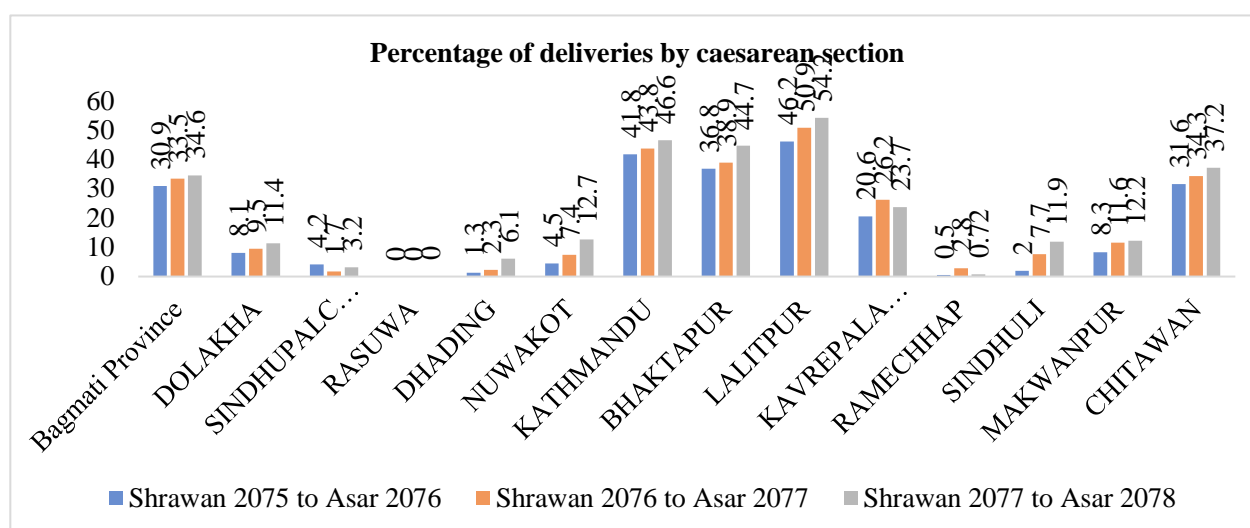 Percentage of deliveries by caesarean section
60
50
40
30
20
10
0
30.9 33.5 34.6
8.1 9.5 11.4
4.2 1.7 3.2
0 0 0
1.3 2.3 6.1
4.5 7.4 12.7
41.8 43.8 46.6
36.8 38.9 44.7
46.2 50.9
20.6 26.2 23.7
0.5 2.8 0.72
2 7.7 11.9
8.3 11.6 12.2
31.6 34.3 37.2
Bagmati Province
DOLAKHA
SINDHUPALC…
RASUWA
DHADING
NUWAKOT
KATHMANDU
BHAKTAPUR
LALITPUR
KAVREPALA…
RAMECHHAP
SINDHULI
MAKWANPUR
CHITAWAN
Shrawan 2075 to Asar 2076
Shrawan 2076 to Asar 2077
Shrawan 2077 to Asar 2078